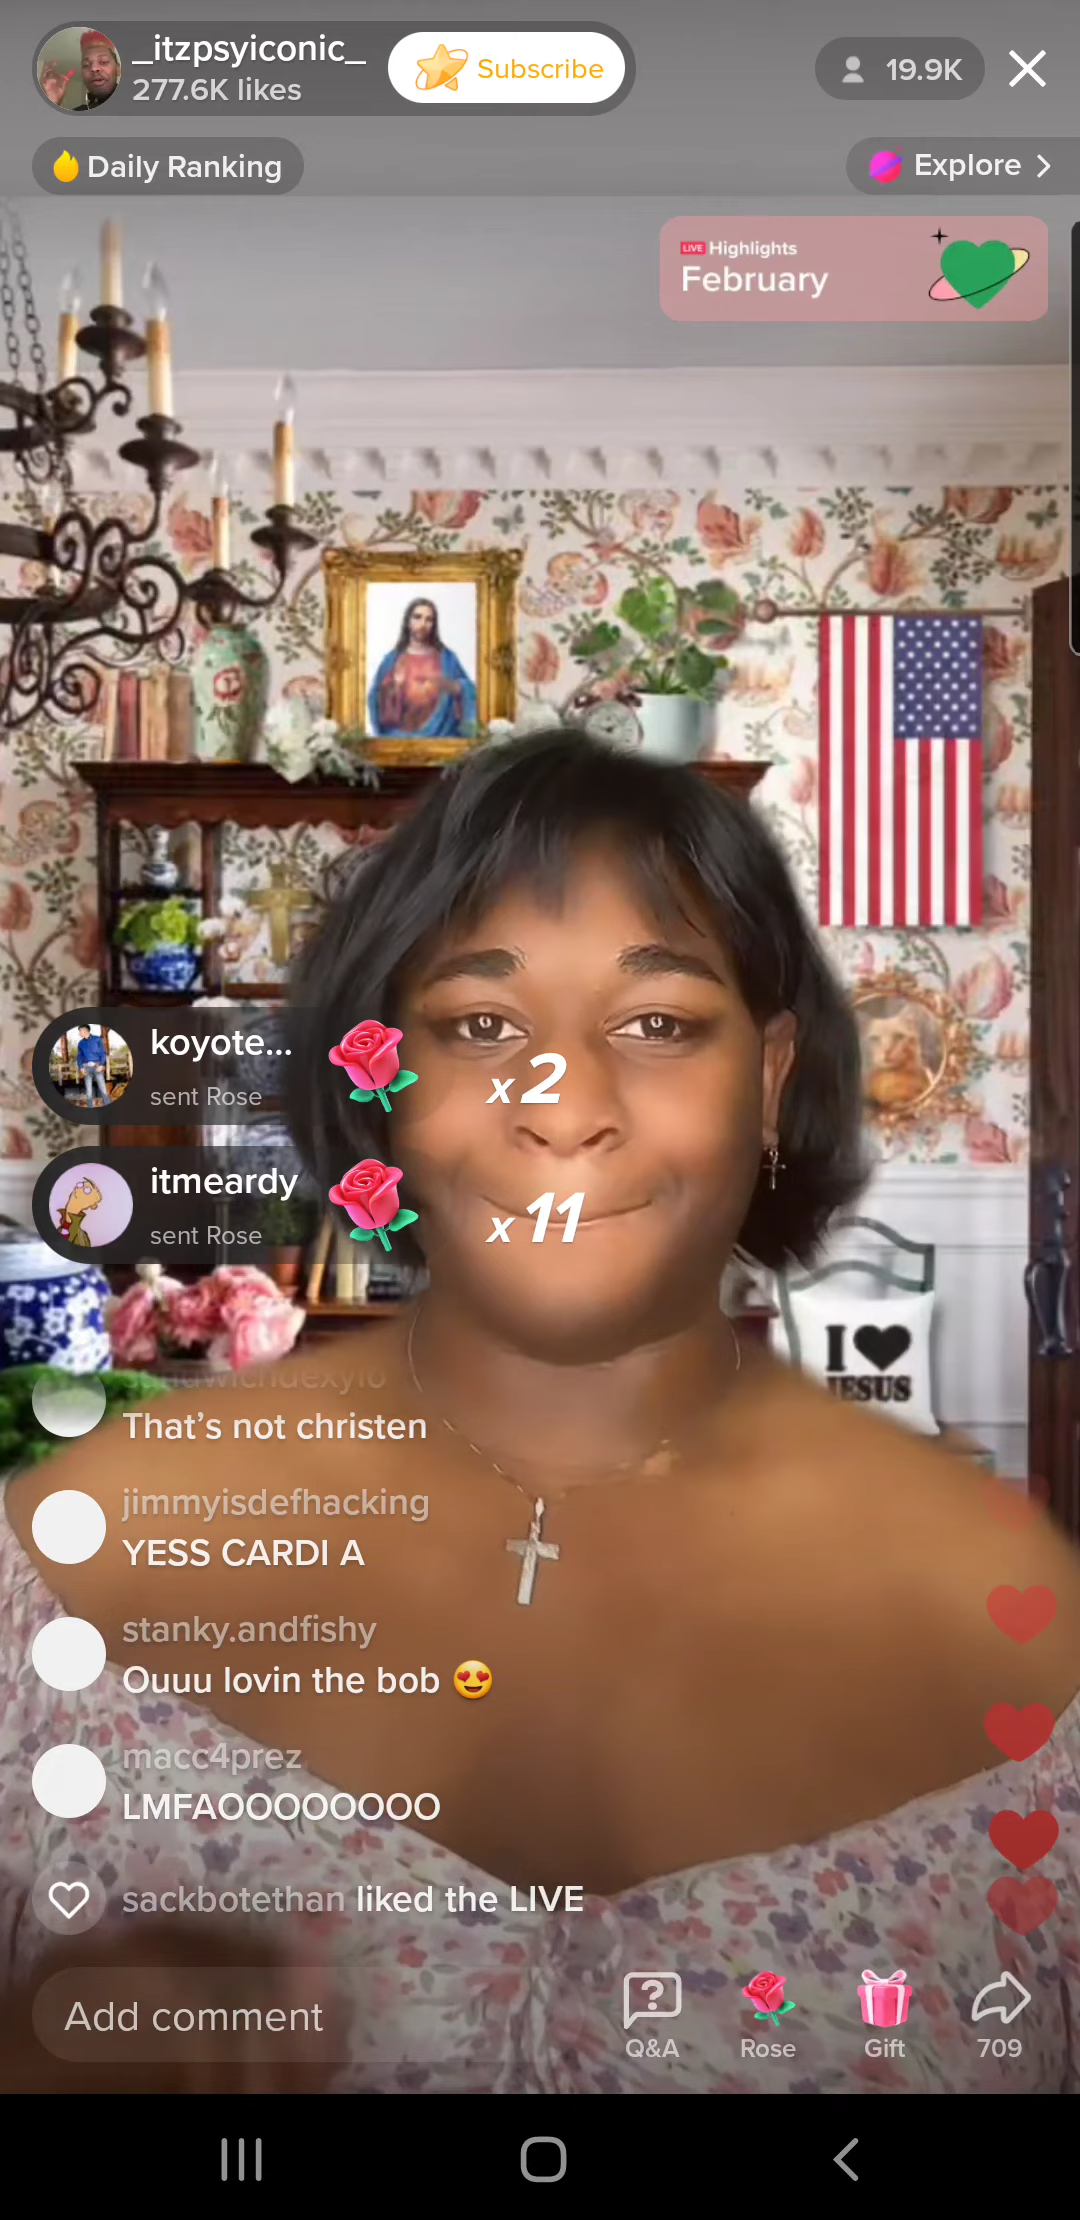 _itzpsyiconic_
277.6K likes
Subscribe
19.9K
Daily Ranking
Explore
LIVE Highlights
February
koyote...
sent Rose
x2
itmeardy
sent Rose
x11
I
JESUS
That's not christen
jimmyisdefhacking
YESS CARDI A
stanky.andfishy
Ouuu lovin the bob 😍
macc4prez
LMFAOOOOOOOO
sackbotethan liked the LIVE
Add comment
Q&A
Rose
Gift
709